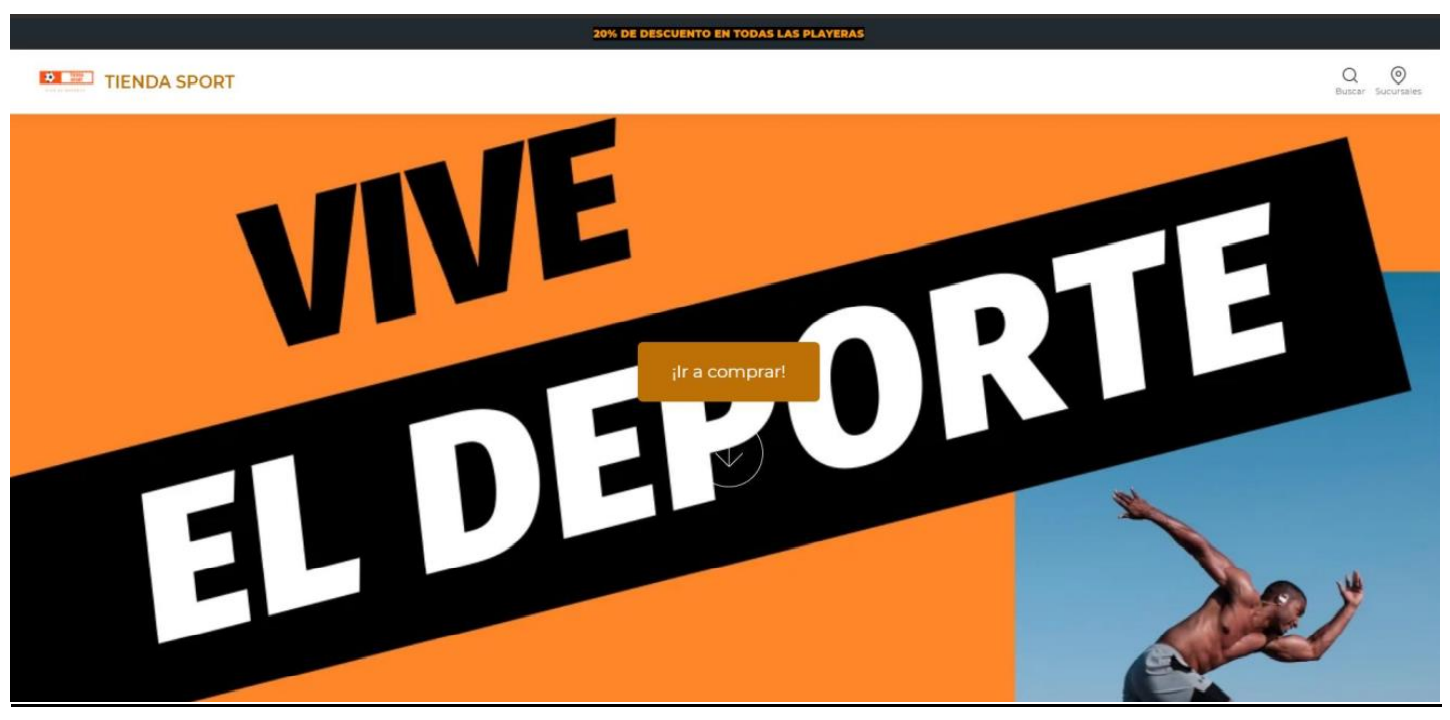 20% DE DESCUENTO EN TODAS LAS PLAYERAS
TIENDA SPORT
Buscar
Sucursales
VIVE
EL DEPORTE
¡Ir a comprar!